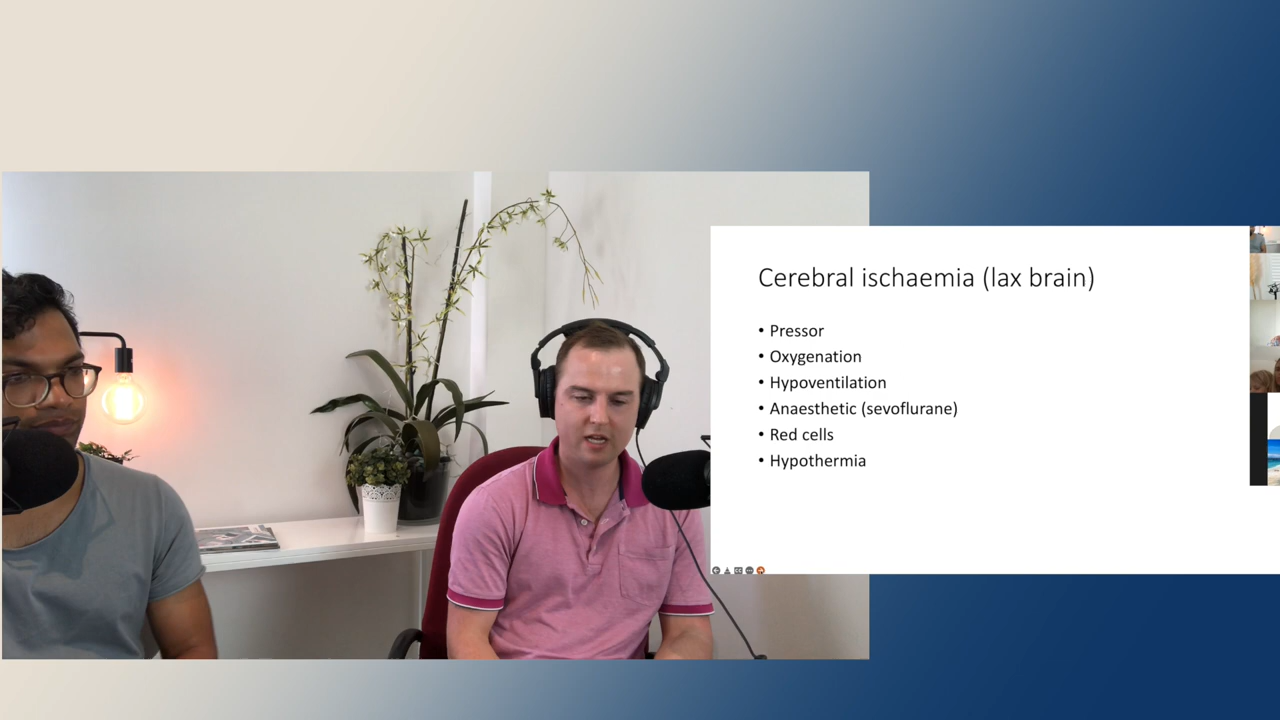 Cerebral ischaemia (lax brain)
• Pressor
• Oxygenation
• Hypoventilation
• Anaesthetic (sevoflurane)
• Red cells
• Hypothermia